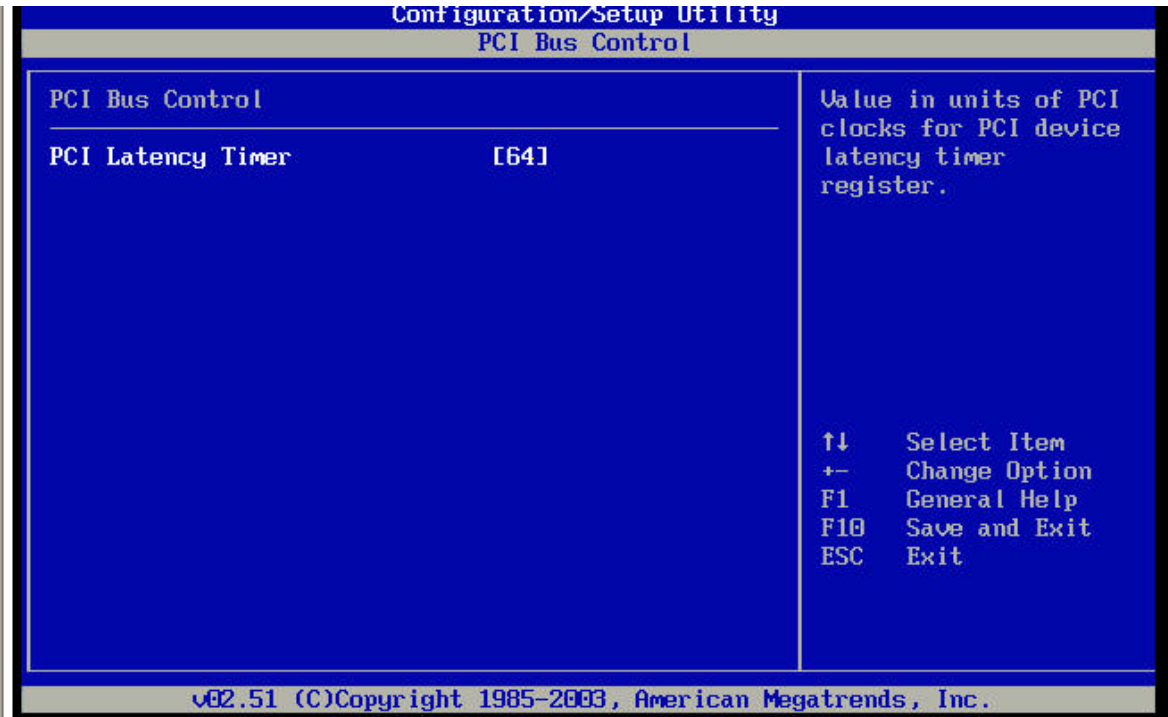 Configuration/Setup Utility
PCI Bus Control
PCI Bus Control
PCI Latency Timer [64]
Value in units of PCI
clocks for PCI device
latency timer
register.
↑↓ Select Item
+- Change Option
F1 General Help
F10 Save and Exit
ESC Exit
v02.51 (C)Copyright 1985-2003, American Megatrends, Inc.